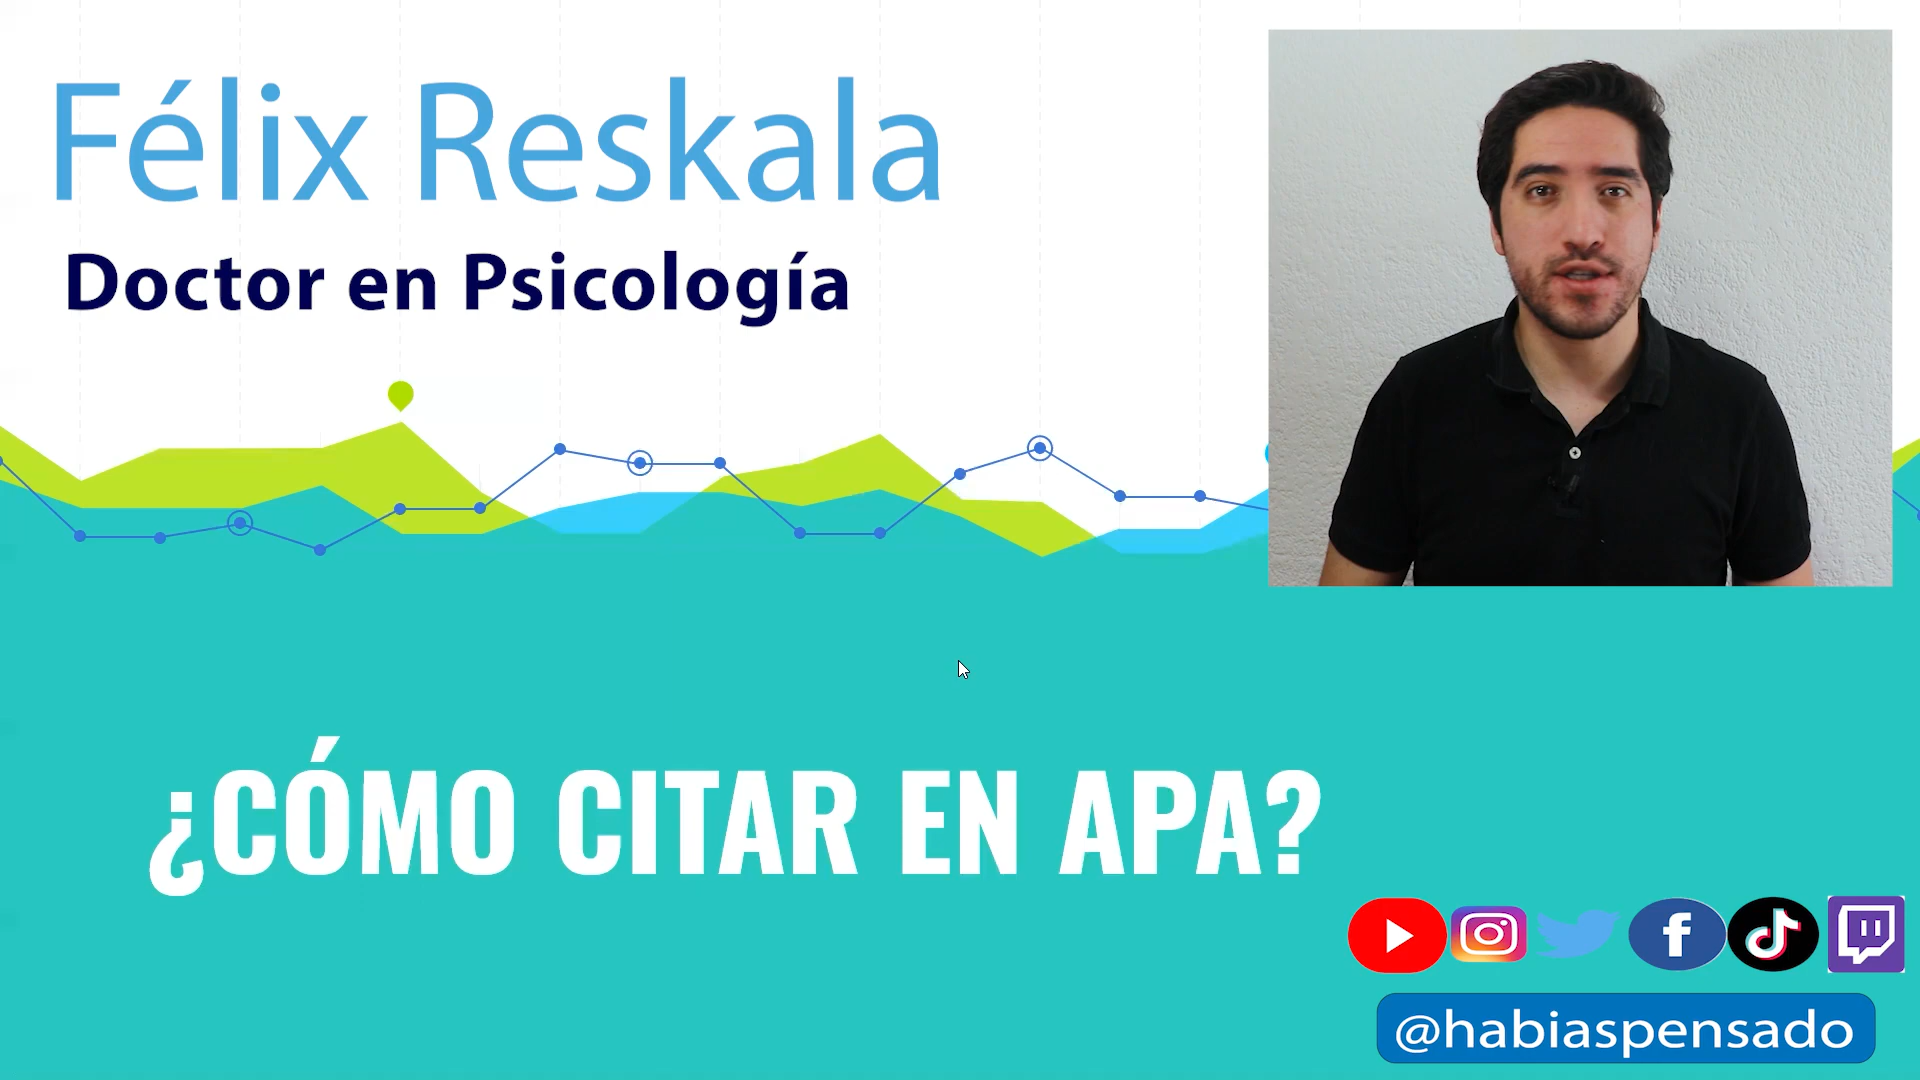 Félix Reskala
Doctor en Psicología
¿CÓMO CITAR EN APA?
@habiaspensado